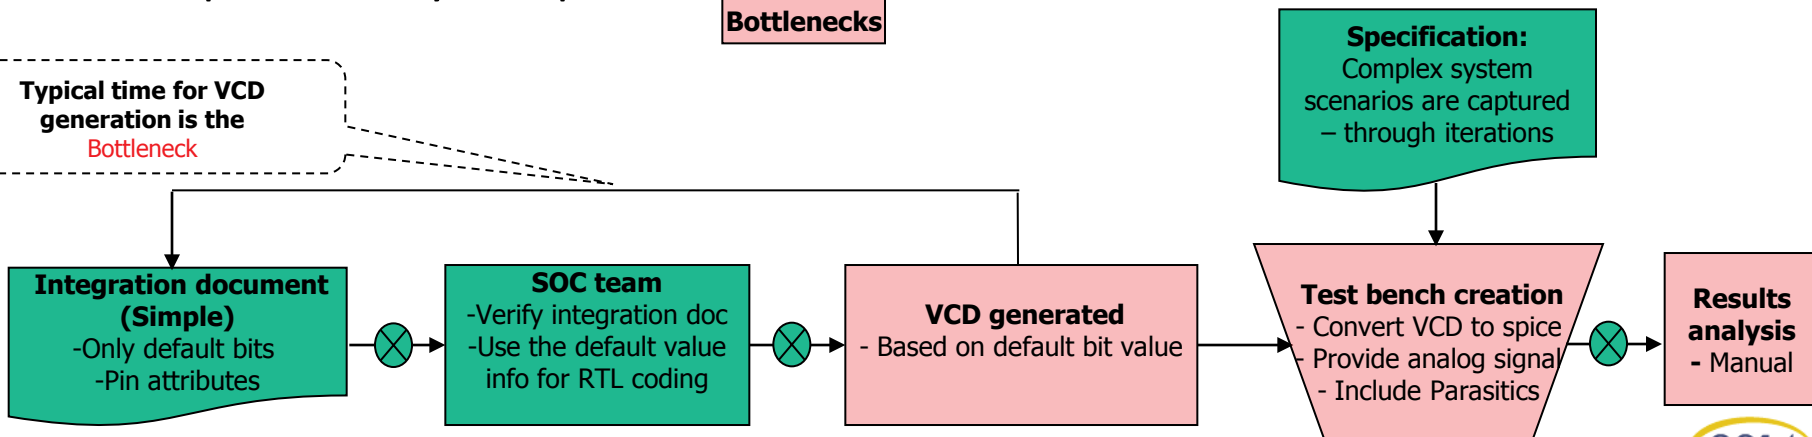 Bottlenecks
Typical time for VCD
generation is the
Bottleneck
Specification:
Complex system
scenarios are captured
– through iterations
Integration document
(Simple)
-Only default bits
-Pin attributes
SOC team
-Verify integration doc
-Use the default value
info for RTL coding
VCD generated
- Based on default bit value
Test bench creation
- Convert VCD to spice
- Provide analog signal
- Include Parasitics
Results
analysis
- Manual